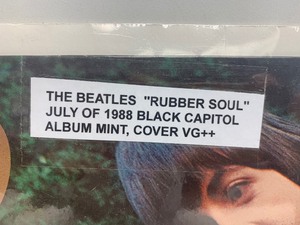 THE BEATLES "RUBBER SOUL"
JULY OF 1988 BLACK CAPITOL
ALBUM MINT, COVER VG++